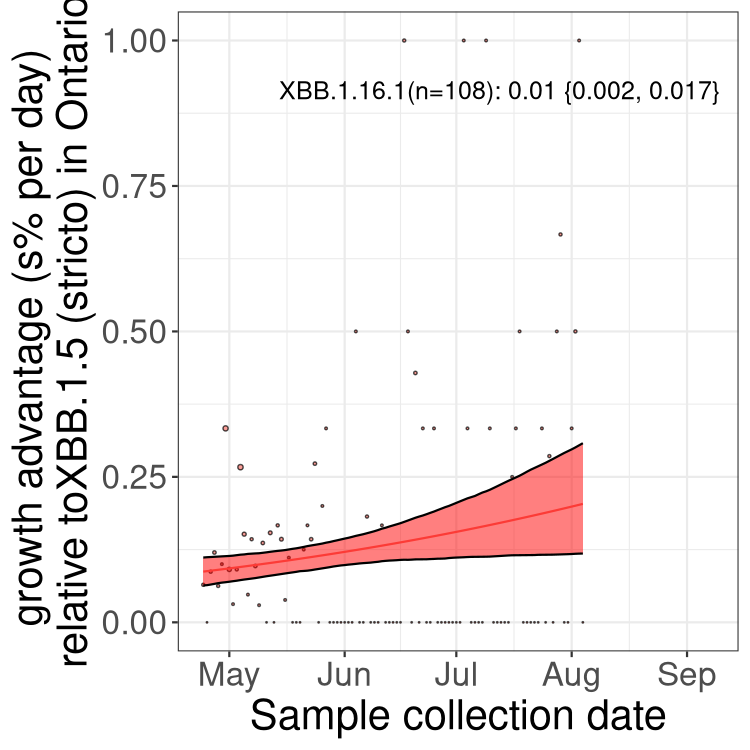 growth advantage (s% per day)
relative toXBB.1.5 (stricto) in Ontario
1.00
0.75
0.50
0.25
0.00
XBB.1.16.1(n=108): 0.01 {0.002, 0.017}
May Jun Jul Aug Sep
Sample collection date